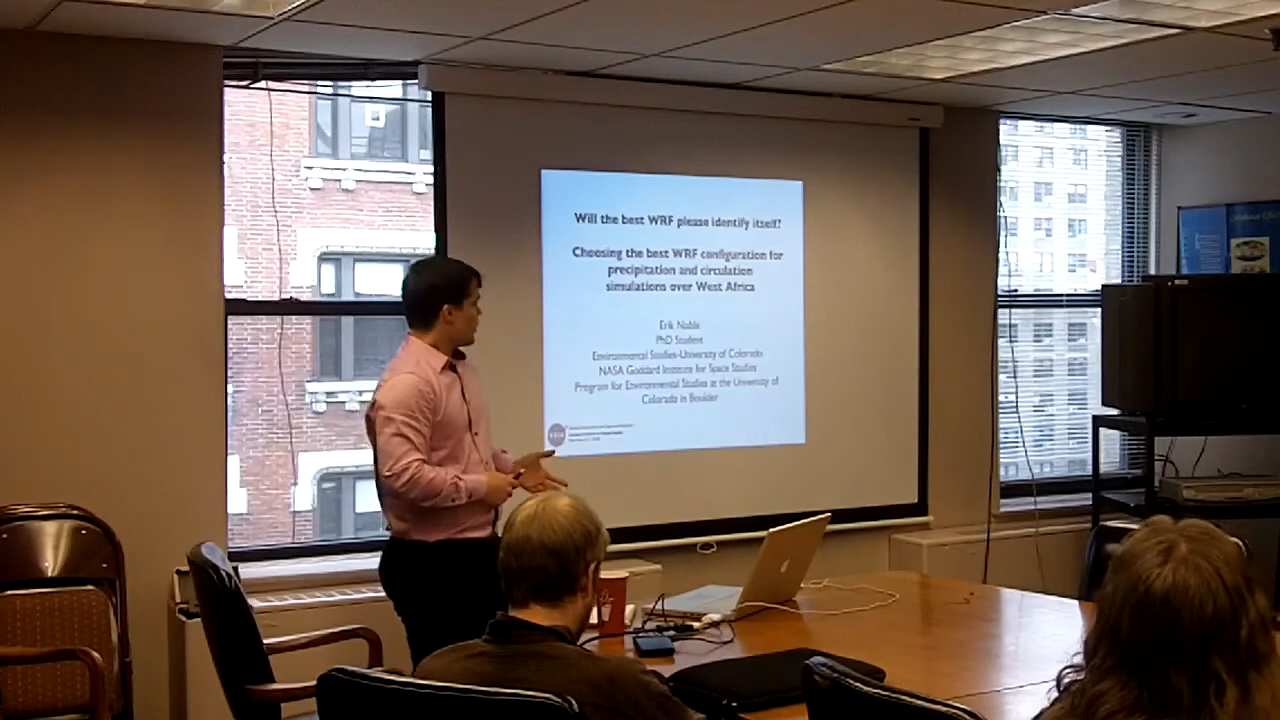 Will the best WRF please identify itself?
Choosing the best WRF configuration for
precipitation and circulation
simulations over West Africa
Erik Noble
PhD Student
Environmental Studies-University of Colorado
NASA Goddard Institute for Space Studies
Program for Environmental Studies at the University of
Colorado in Boulder